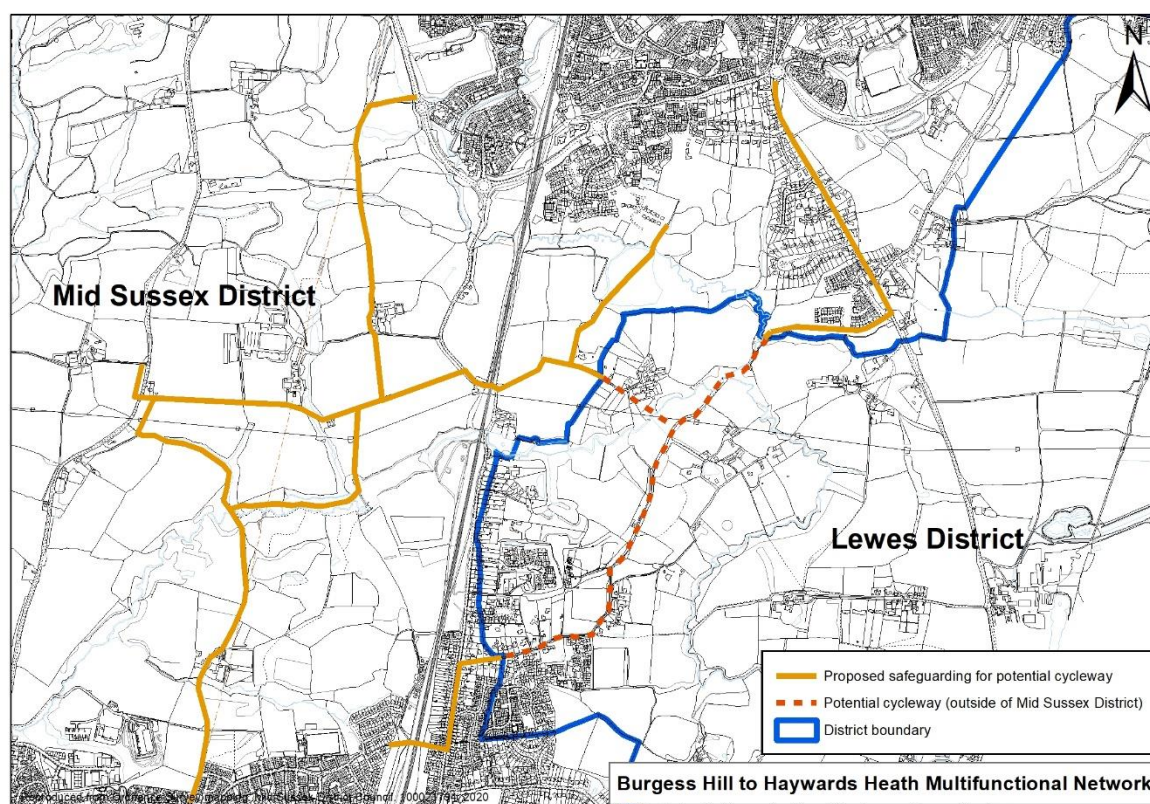 N
Mid Sussex District
Lewes District
Proposed safeguarding for potential cycleway
Potential cycleway (outside of Mid Sussex District)
District boundary
Burgess Hill to Haywards Heath Multifunctional Network